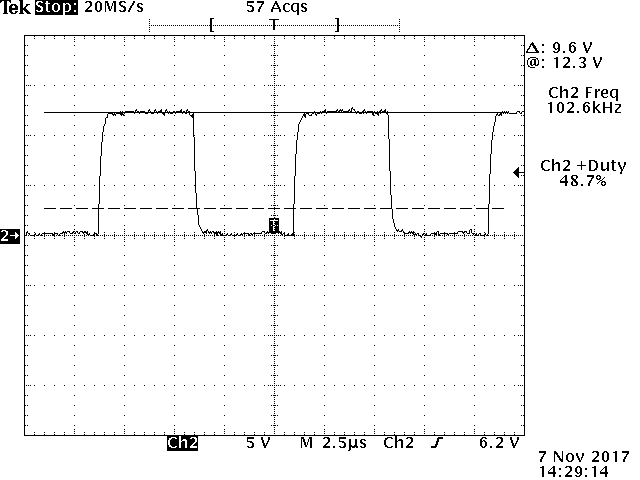 Tek Stop: 20MS/s 57 Acqs
[ T ]
Δ: 9.6 V
@: 12.3 V
Ch2 Freq
102.6kHz
Ch2 +Duty
48.7%
T
2→
Ch2 5 V M 2.5µs Ch2 ʃ 6.2 V
7 Nov 2017
14:29:14